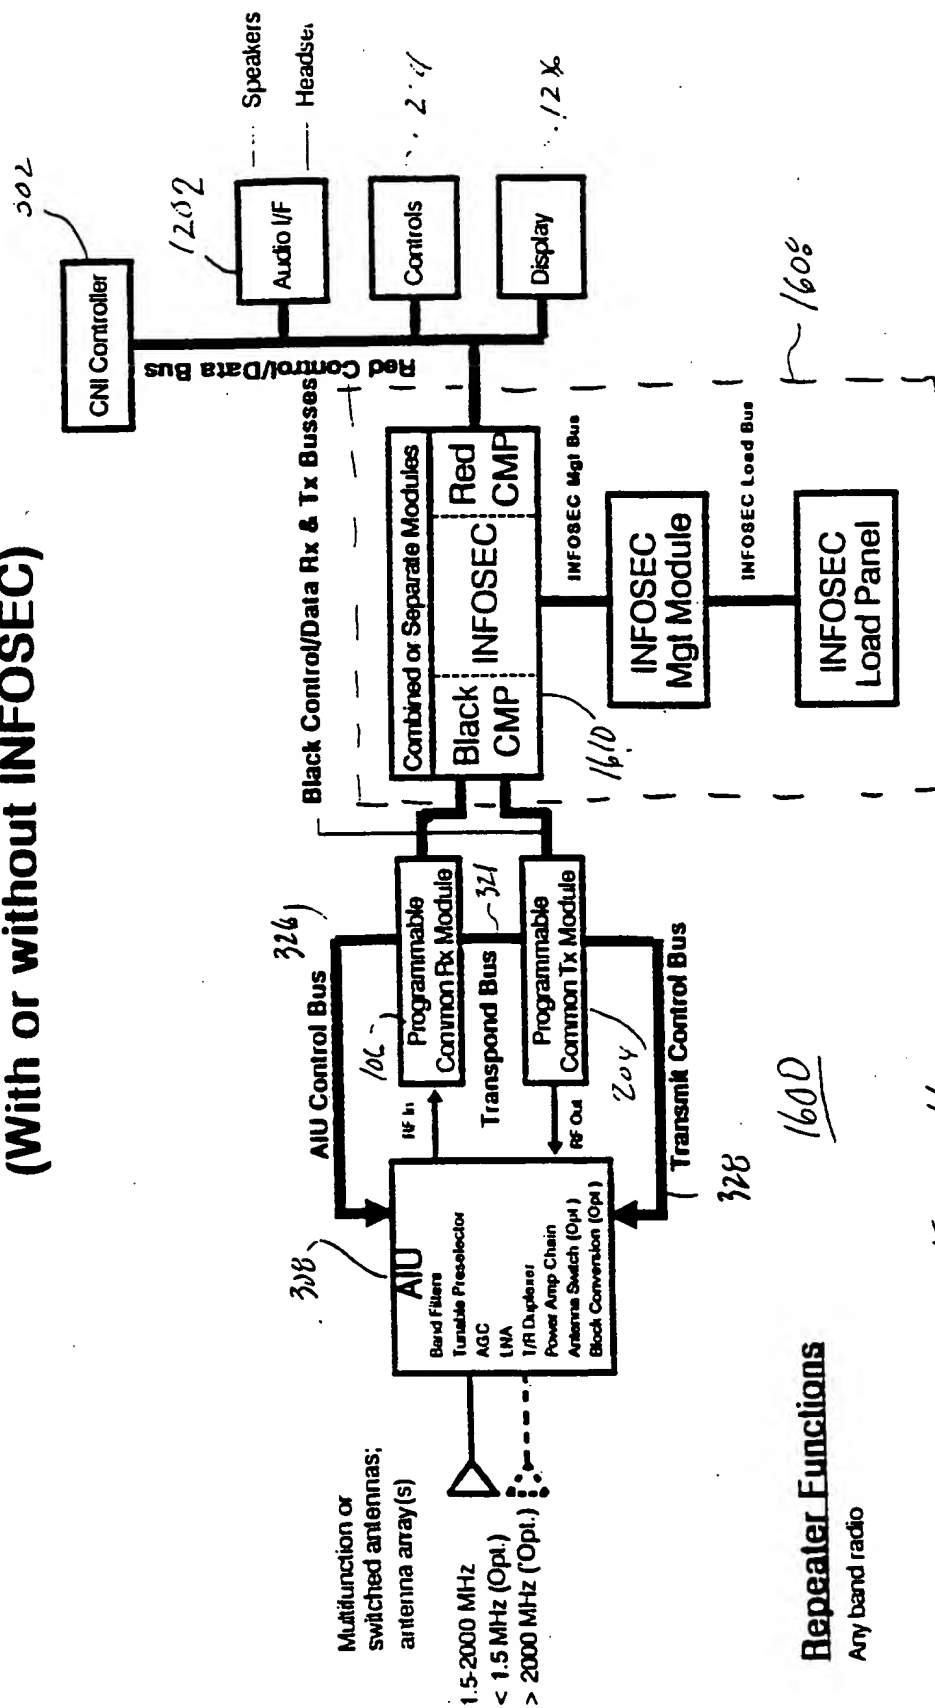 (With or without INFOSEC)
302
CNI Controller
1202
Audio I/F
Speakers
Controls
Display
Red Control/Data Bus
Black Control/Data Rx & Tx Busses
1608
Combined or Separate Modules
Black CMP
INFOSEC
Red CMP
1610
INFOSEC Mgt Bus
INFOSEC
Mgt Module
INFOSEC Load Bus
INFOSEC
Load Panel
326
AIU Control Bus
106
Programmable
Common Rx Module
RF In
321
Transpond Bus
Programmable
Common Tx Module
RF Out
204
Transmit Control Bus
328
308
AIU
Band Filters
Tunable Preselector
AGC
LNA
T/R Duplexer
Power Amp Chain
Antenna Switch (Opt)
Block Conversion (Opt)
Multifunction or
switched antennas;
antenna array(s)
1.5-2000 MHz
< 1.5 MHz (Opt.)
> 2000 MHz (Opt.)
1600
Repeater Functions
Any band radio